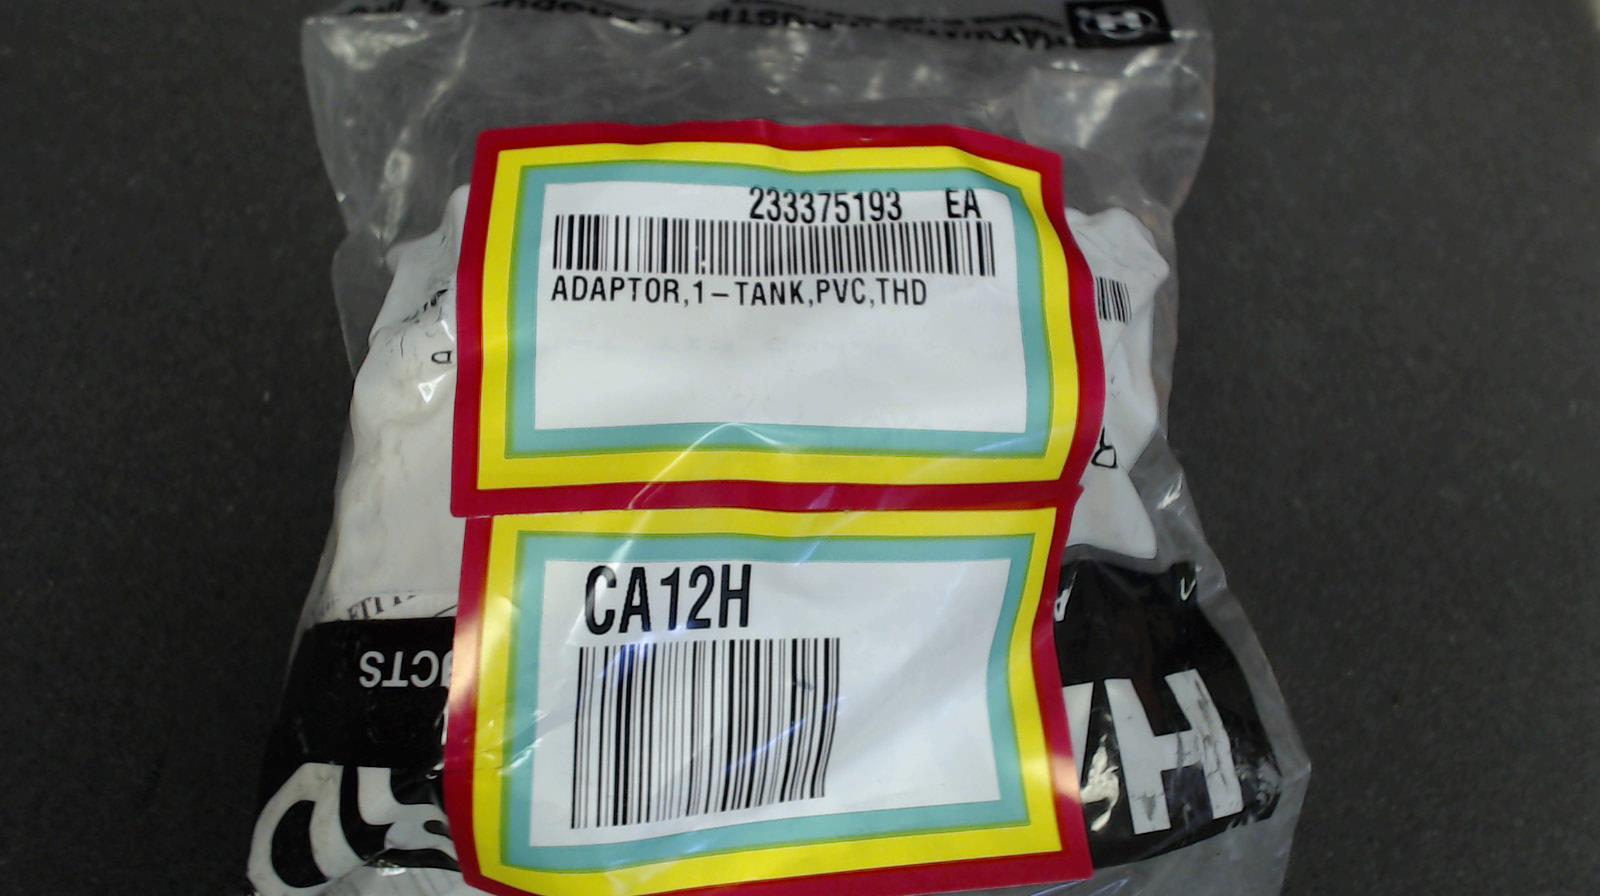 233375193 EA
ADAPTOR,1-TANK,PVC,THD
CA12H